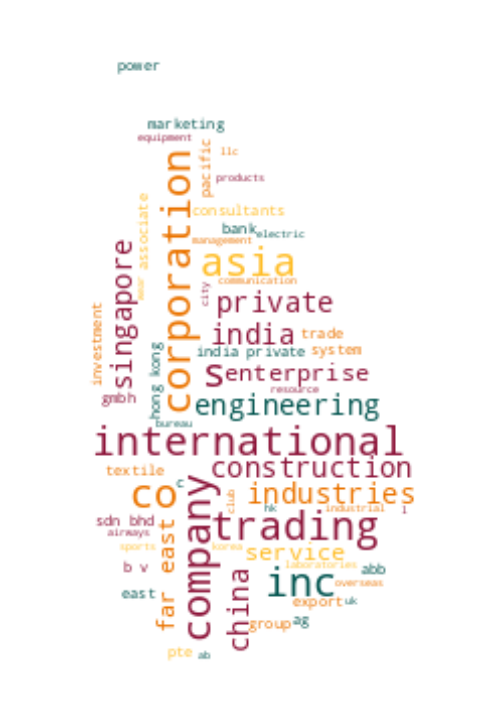 power
marketing
equipment
llc
pacific
corporation
products
associate
consultants
bank
electric
management
singapore
asia
communication
city
private
investment
india
trade
hong kong
india private
system
s
enterprise
resource
gmbh
engineering
bureau
international
construction
textile
c
co
company
club
industries
hk
industrial
l
sdn bhd
trading
airways
far east
sports
korea
service
laboratories
b v
china
inc
abb
overseas
east
export
uk
group
ag
pte
ab